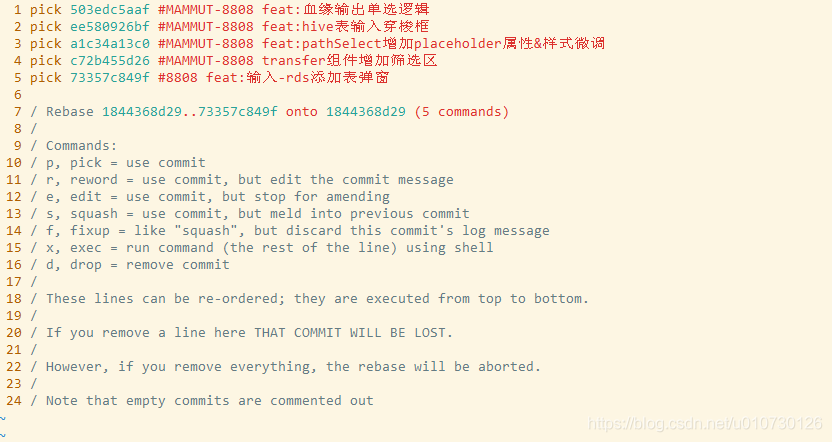 1 pick 503edc5aaf #MAMMUT-8808 feat:血缘输出单选逻辑
2 pick ee580926bf #MAMMUT-8808 feat:hive表输入穿梭框
3 pick a1c34a13c0 #MAMMUT-8808 feat:pathSelect增加placeholder属性&样式微调
4 pick c72b455d26 #MAMMUT-8808 transfer组件增加筛选区
5 pick 73357c849f #8808 feat:输入-rds添加表弹窗
6
7 / Rebase 1844368d29..73357c849f onto 1844368d29 (5 commands)
8 /
9 / Commands:
10 / p, pick = use commit
11 / r, reword = use commit, but edit the commit message
12 / e, edit = use commit, but stop for amending
13 / s, squash = use commit, but meld into previous commit
14 / f, fixup = like "squash", but discard this commit's log message
15 / x, exec = run command (the rest of the line) using shell
16 / d, drop = remove commit
17 /
18 / These lines can be re-ordered; they are executed from top to bottom.
19 /
20 / If you remove a line here THAT COMMIT WILL BE LOST.
21 /
22 / However, if you remove everything, the rebase will be aborted.
23 /
24 / Note that empty commits are commented out
~
~
https://blog.csdn.net/u010730126